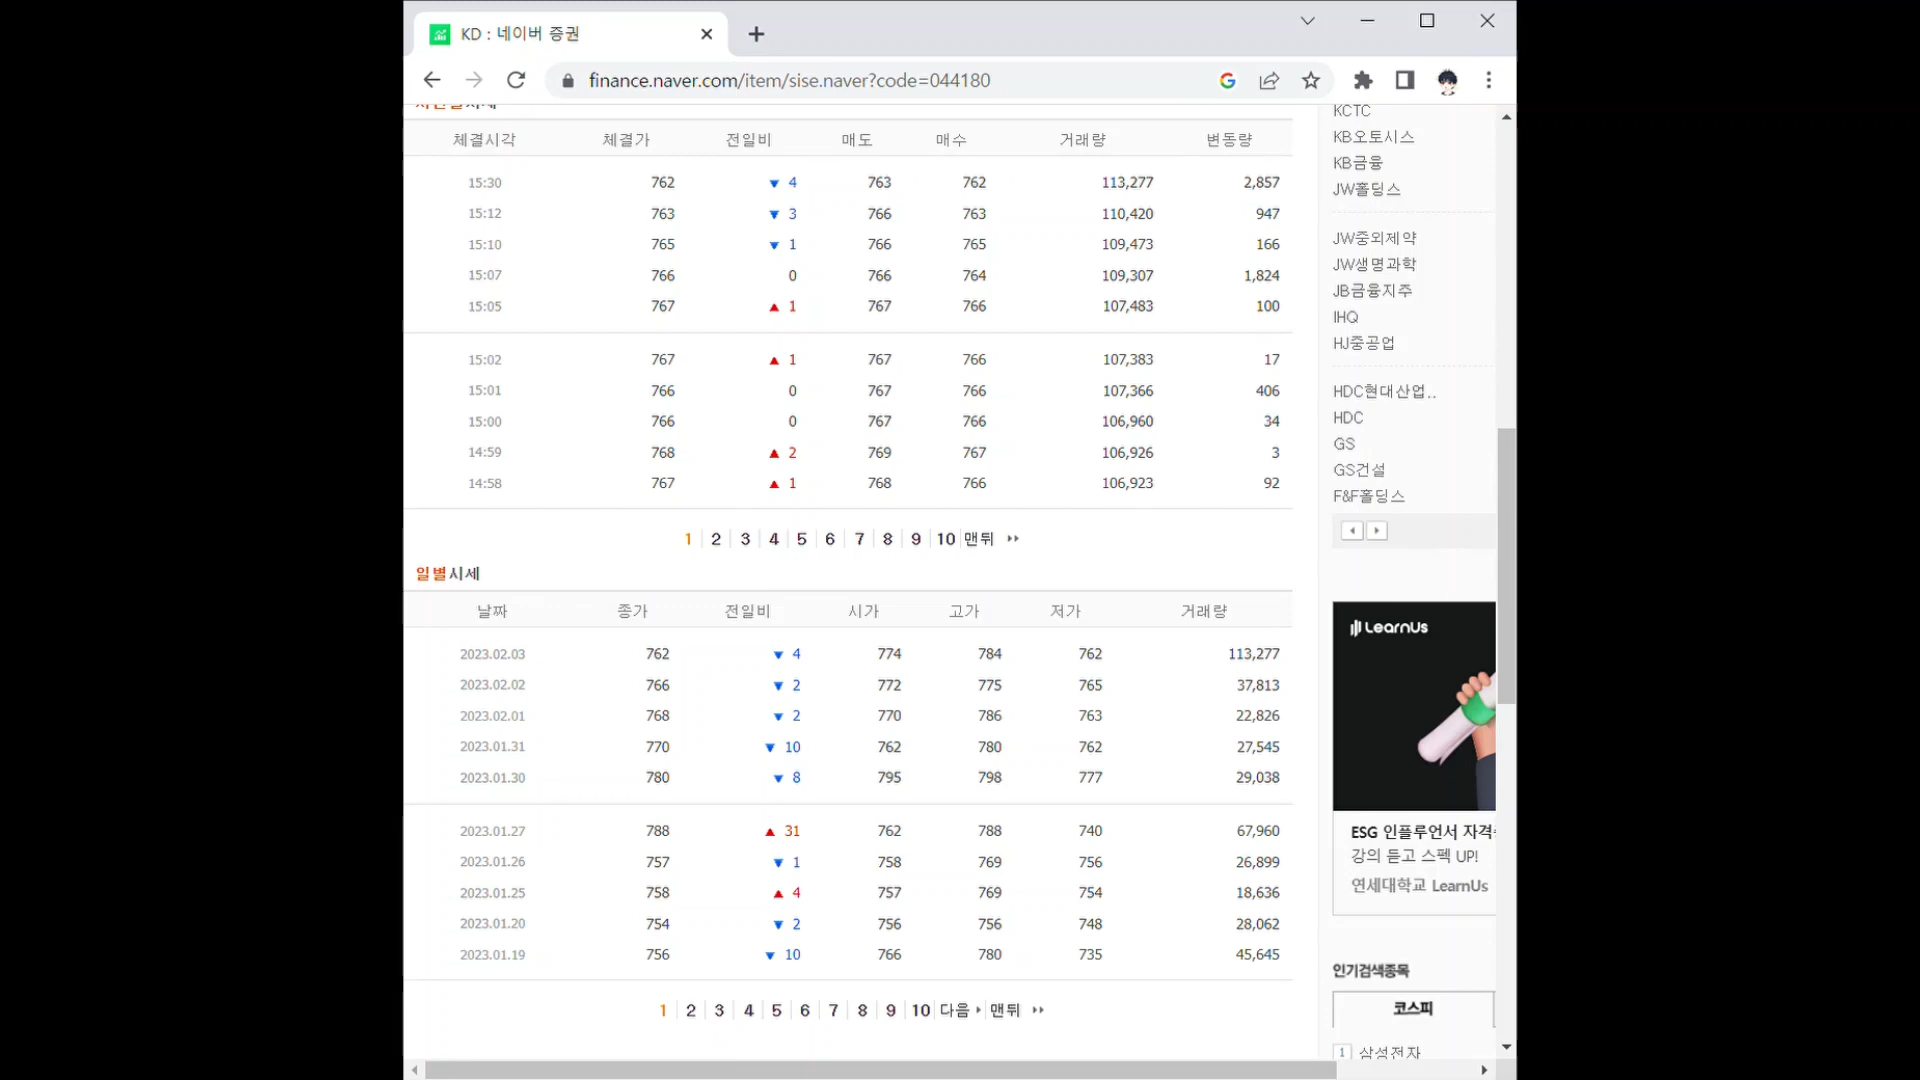 KD : 네이버 증권
finance.naver.com/item/sise.naver?code=044180
체결시각 체결가 전일비 매도 매수 거래량 변동량
15:30 762 ▼ 4 763 762 113,277 2,857
15:12 763 ▼ 3 766 763 110,420 947
15:10 765 ▼ 1 766 765 109,473 166
15:07 766 0 766 764 109,307 1,824
15:05 767 ▲ 1 767 766 107,483 100
15:02 767 ▲ 1 767 766 107,383 17
15:01 766 0 767 766 107,366 406
15:00 766 0 767 766 106,960 34
14:59 768 ▲ 2 769 767 106,926 3
14:58 767 ▲ 1 768 766 106,923 92
1 2 3 4 5 6 7 8 9 10 맨뒤
일별시세
날짜 종가 전일비 시가 고가 저가 거래량
2023.02.03 762 ▼ 4 774 784 762 113,277
2023.02.02 766 ▼ 2 772 775 765 37,813
2023.02.01 768 ▼ 2 770 786 763 22,826
2023.01.31 770 ▼ 10 762 780 762 27,545
2023.01.30 780 ▼ 8 795 798 777 29,038
2023.01.27 788 ▲ 31 762 788 740 67,960
2023.01.26 757 ▼ 1 758 769 756 26,899
2023.01.25 758 ▲ 4 757 769 754 18,636
2023.01.20 754 ▼ 2 756 756 748 28,062
2023.01.19 756 ▼ 10 766 780 735 45,645
1 2 3 4 5 6 7 8 9 10 다음 맨뒤
KCTC
KB오토시스
KB금융
JW홀딩스
JW중외제약
JW생명과학
JB금융지주
IHQ
HJ중공업
HDC현대산업..
HDC
GS
GS건설
F&F홀딩스
LearnUs
ESG 인플루언서 자격
강의 듣고 스펙 UP!
연세대학교 LearnUs
인기검색종목
코스피
1 삼성전자